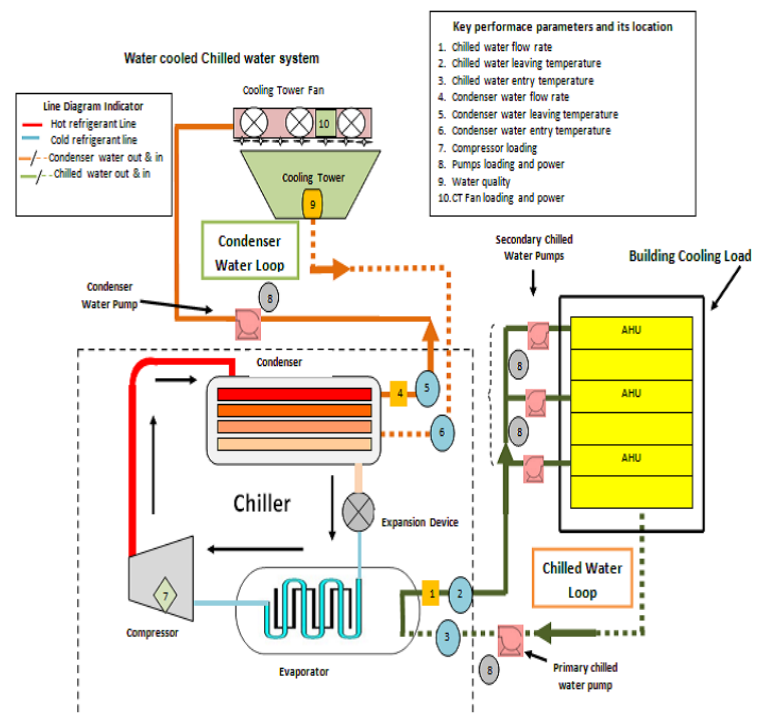 Key performace parameters and its location
1. Chilled water flow rate
2. Chilled water leaving temperature
3. Chilled water entry temperature
4. Condenser water flow rate
5. Condenser water leaving temperature
6. Condenser water entry temperature
7. Compressor loading
8. Pumps loading and power
9. Water quality
10.CT Fan loading and power
Water cooled Chilled water system
Line Diagram Indicator
Hot refrigerant Line
Cold refrigerant line
Condenser water out & in
Chilled water out & in
Cooling Tower Fan
10
Cooling Tower
9
Condenser
Water Loop
Condenser
Water Pump
8
Secondary Chilled
Water Pumps
Building Cooling Load
AHU
8
AHU
8
AHU
Condenser
4
5
6
Chiller
Expansion Device
7
Compressor
Evaporator
1
2
3
Chilled Water
Loop
8
Primary chilled
water pump